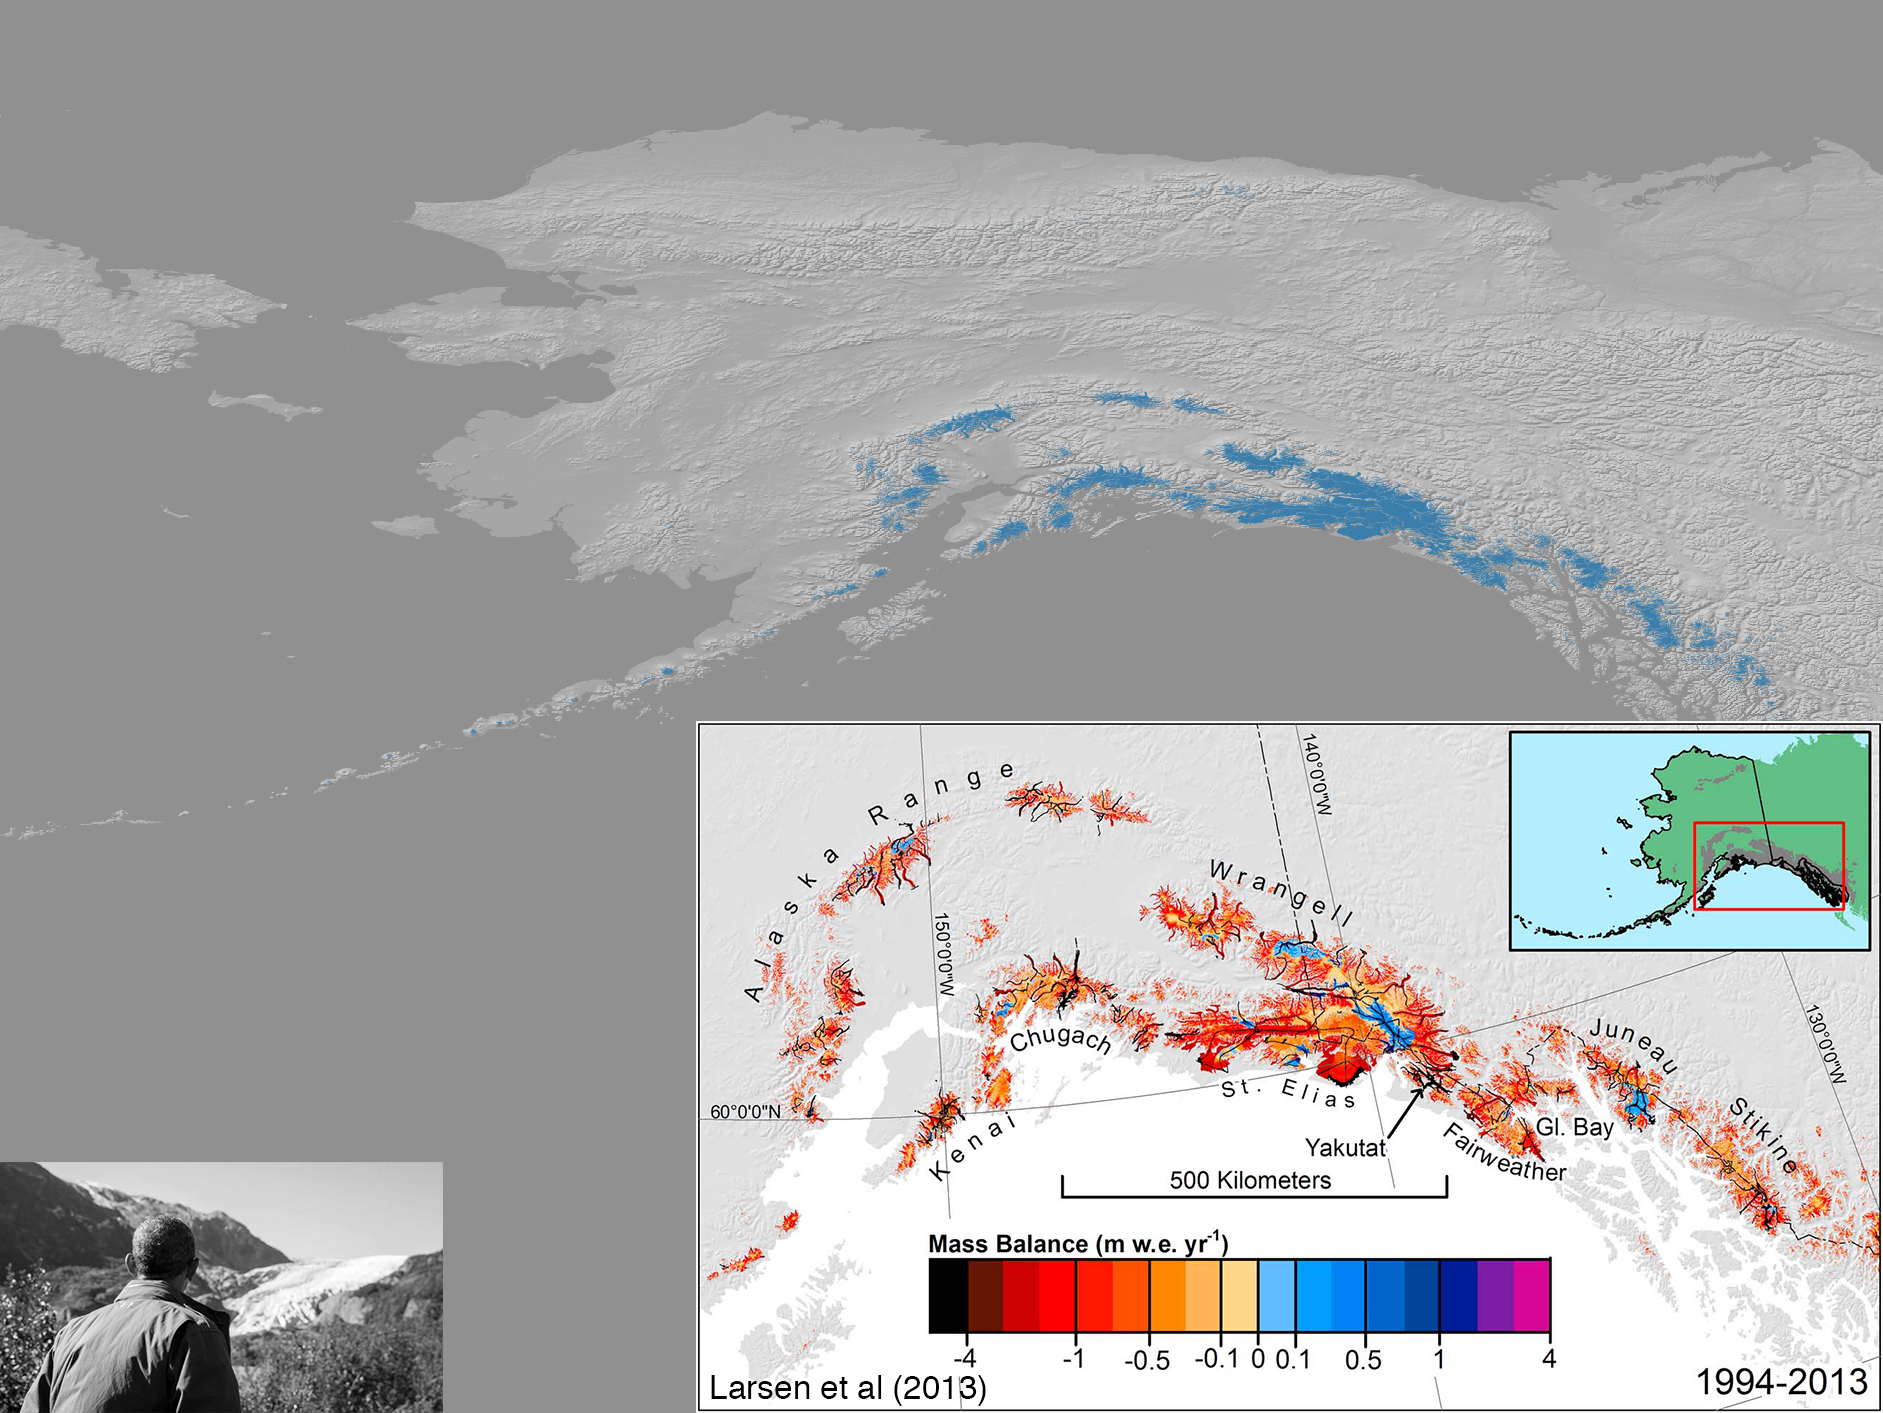 Alaska Range
140°0'0"W
Wrangell
150°0'0"W
130°0'0"W
Chugach
Juneau
St. Elias
60°0'0"N
Kenai
Yakutat
Gl. Bay
Fairweather
Stikine
500 Kilometers
Mass Balance (m w.e. yr-1)
-4 -1 -0.5 -0.1 0 0.1 0.5 1 4
Larsen et al (2013)
1994-2013